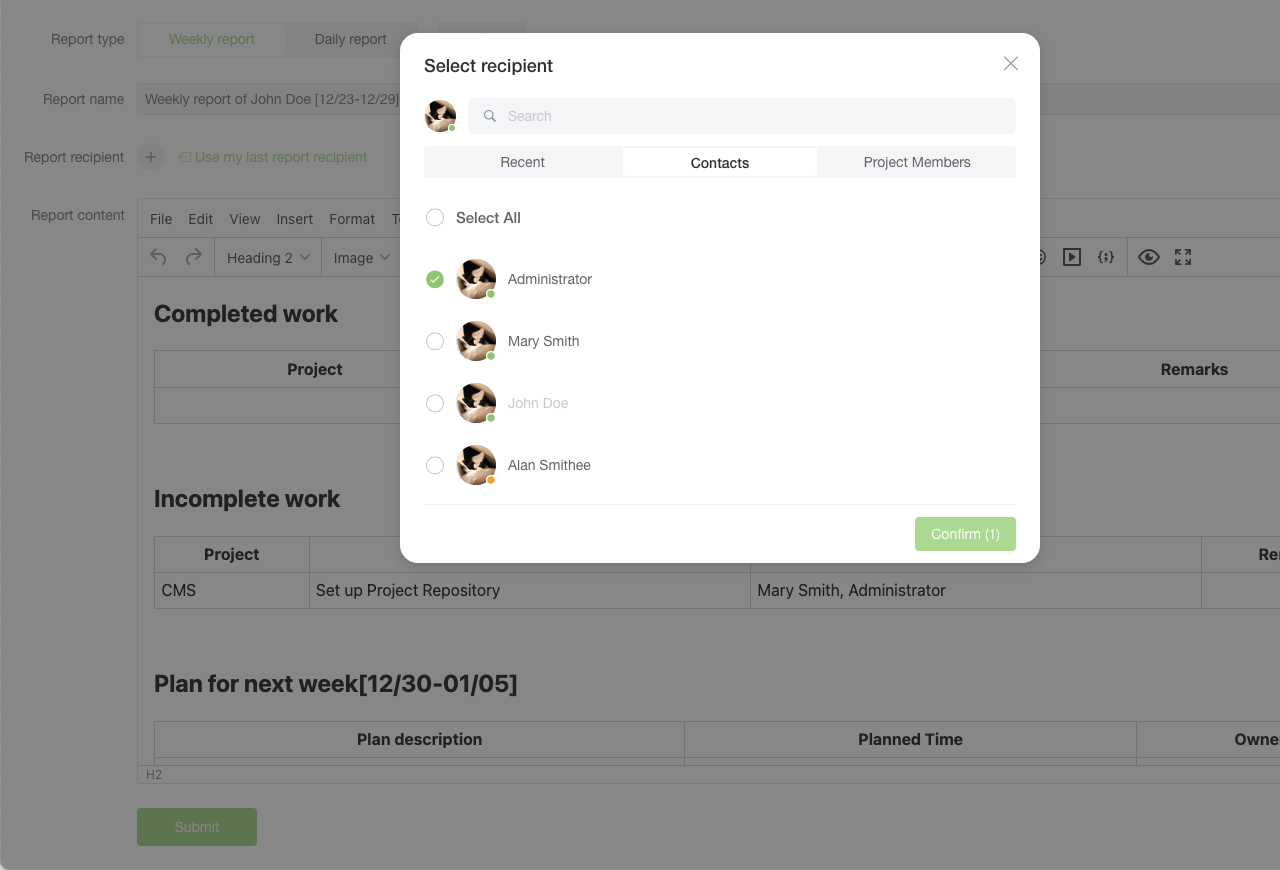 Report type
Weekly report
Daily report
Report name
Weekly report of John Doe [12/23-12/29]
Report recipient
Use my last report recipient
Report content
File Edit View Insert Format
Heading 2
Image
Completed work
Project
Remarks
Incomplete work
Project
CMS
Set up Project Repository
Mary Smith, Administrator
Plan for next week[12/30-01/05]
Plan description
Planned Time
H2
Submit
Select recipient
Search
Recent
Contacts
Project Members
Select All
Administrator
Mary Smith
John Doe
Alan Smithee
Confirm (1)